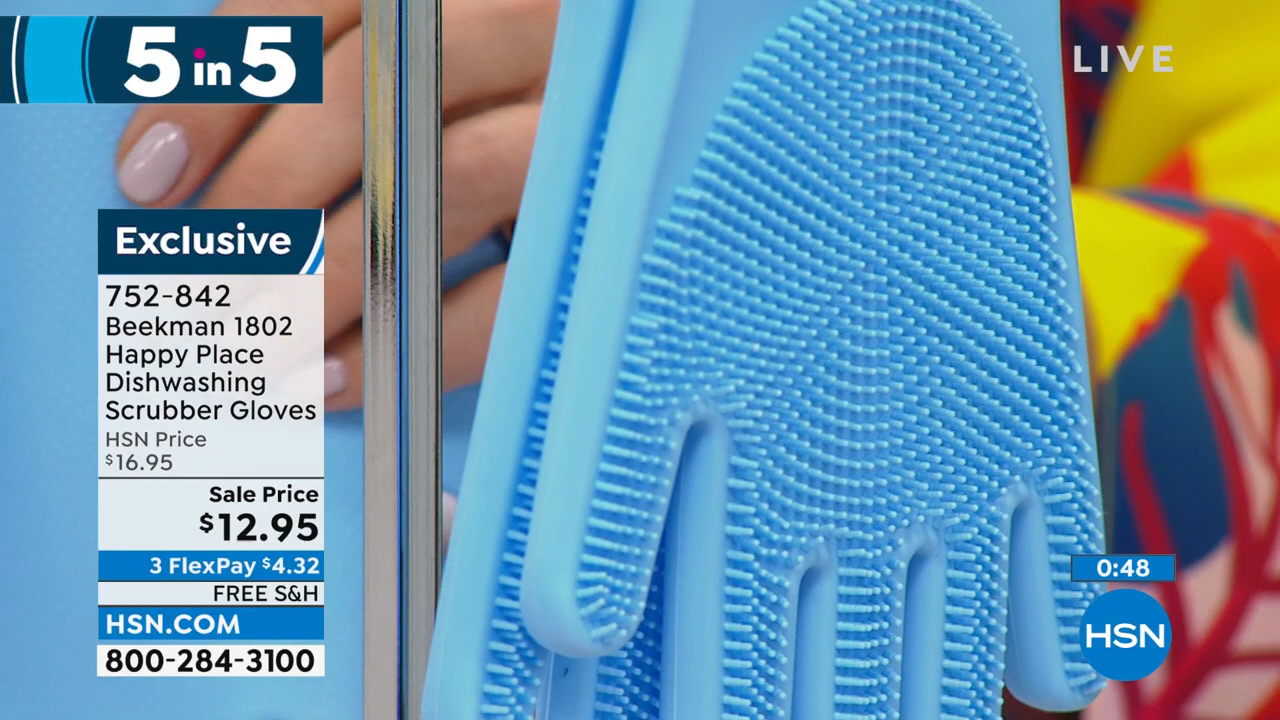 5 in 5
LIVE
Exclusive
752-842
Beekman 1802
Happy Place
Dishwashing
Scrubber Gloves
HSN Price
$16.95
Sale Price
$12.95
3 FlexPay $4.32
FREE S&H
HSN.COM
800-284-3100
0:48
HSN